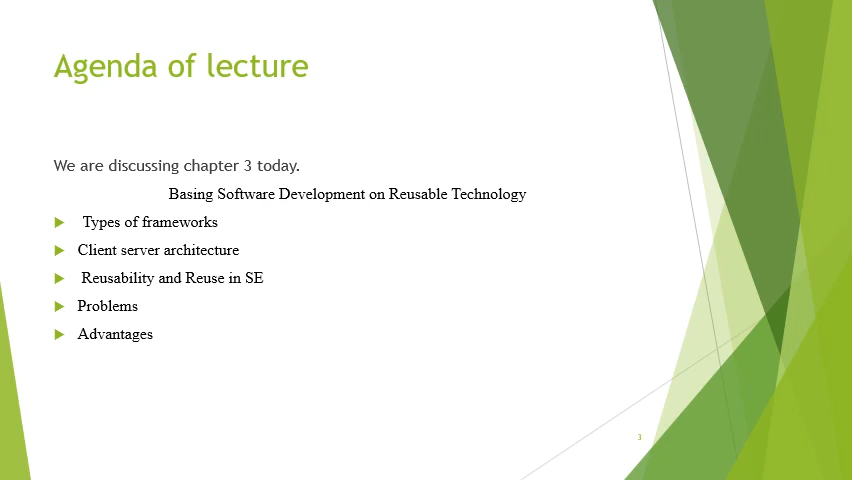 Agenda of lecture
We are discussing chapter 3 today.
Basing Software Development on Reusable Technology
Types of frameworks
Client server architecture
Reusability and Reuse in SE
Problems
Advantages
3